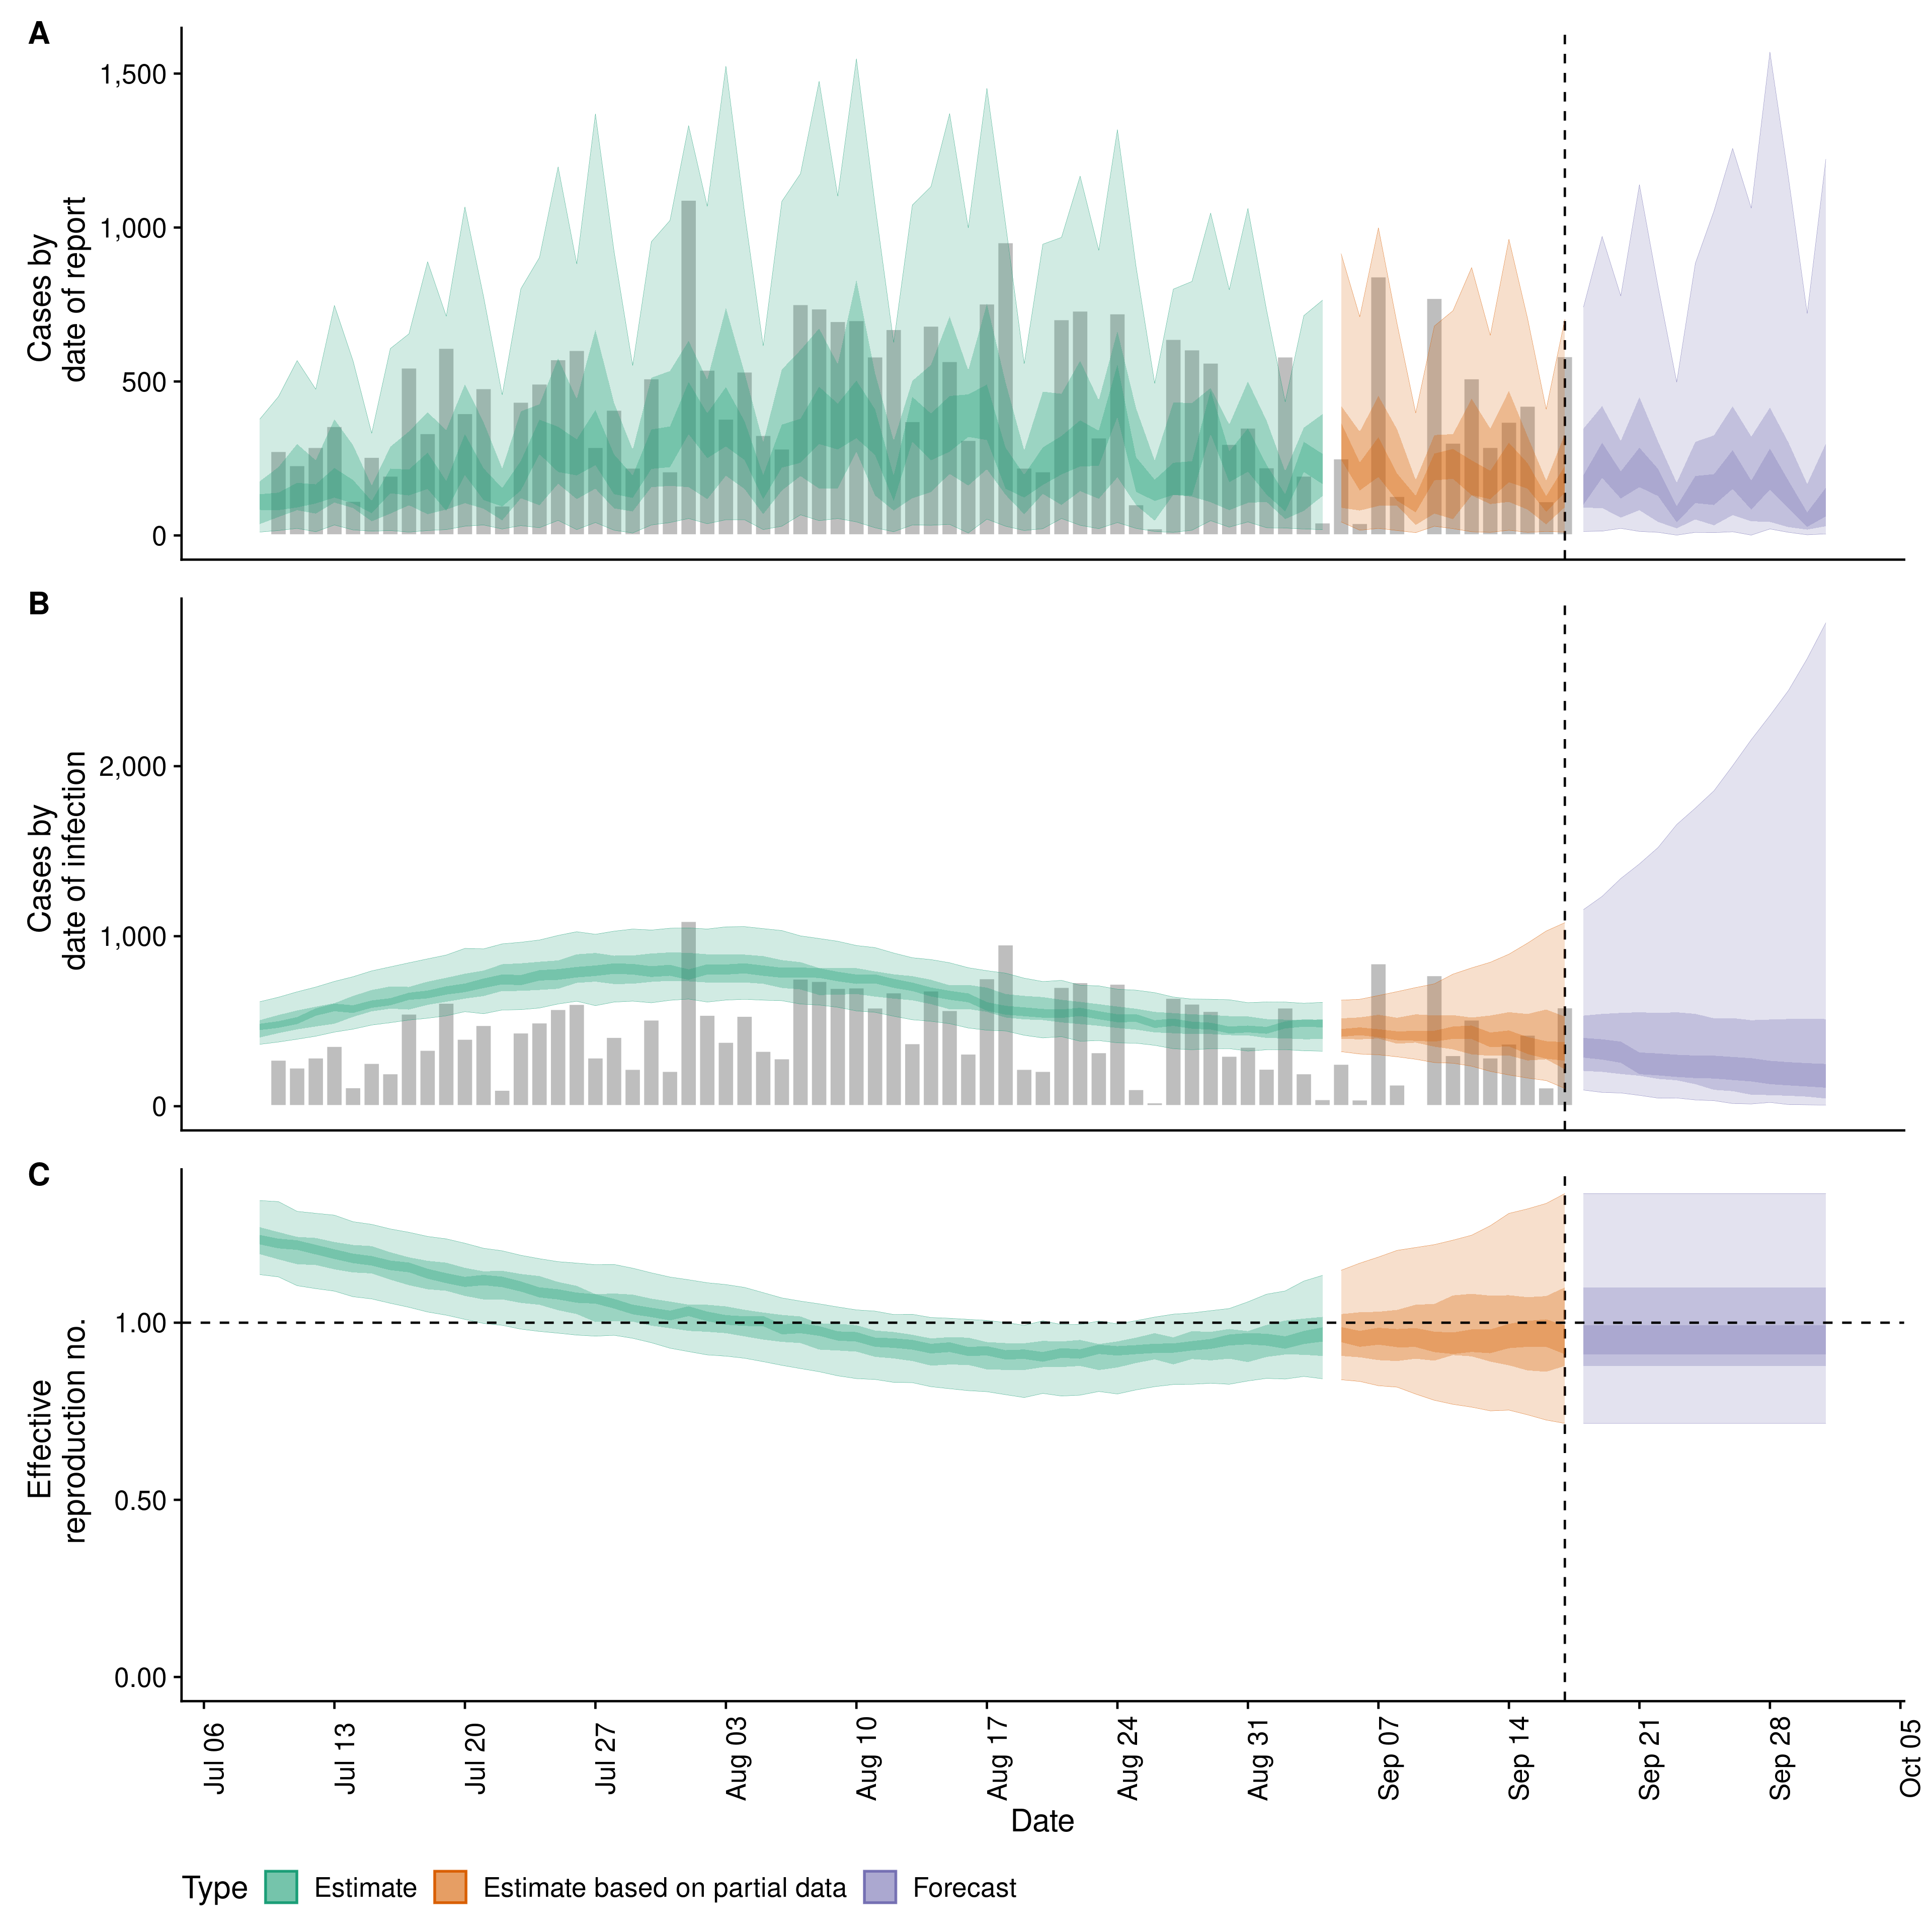 A
Cases by
date of report
1,500
1,000
500
0
B
Cases by
date of infection
2,000
1,000
0
C
Effective
reproduction no.
1.00
0.50
0.00
Jul 06
Jul 13
Jul 20
Jul 27
Aug 03
Aug 10
Aug 17
Aug 24
Aug 31
Sep 07
Sep 14
Sep 21
Sep 28
Oct 05
Date
Type
Estimate
Estimate based on partial data
Forecast